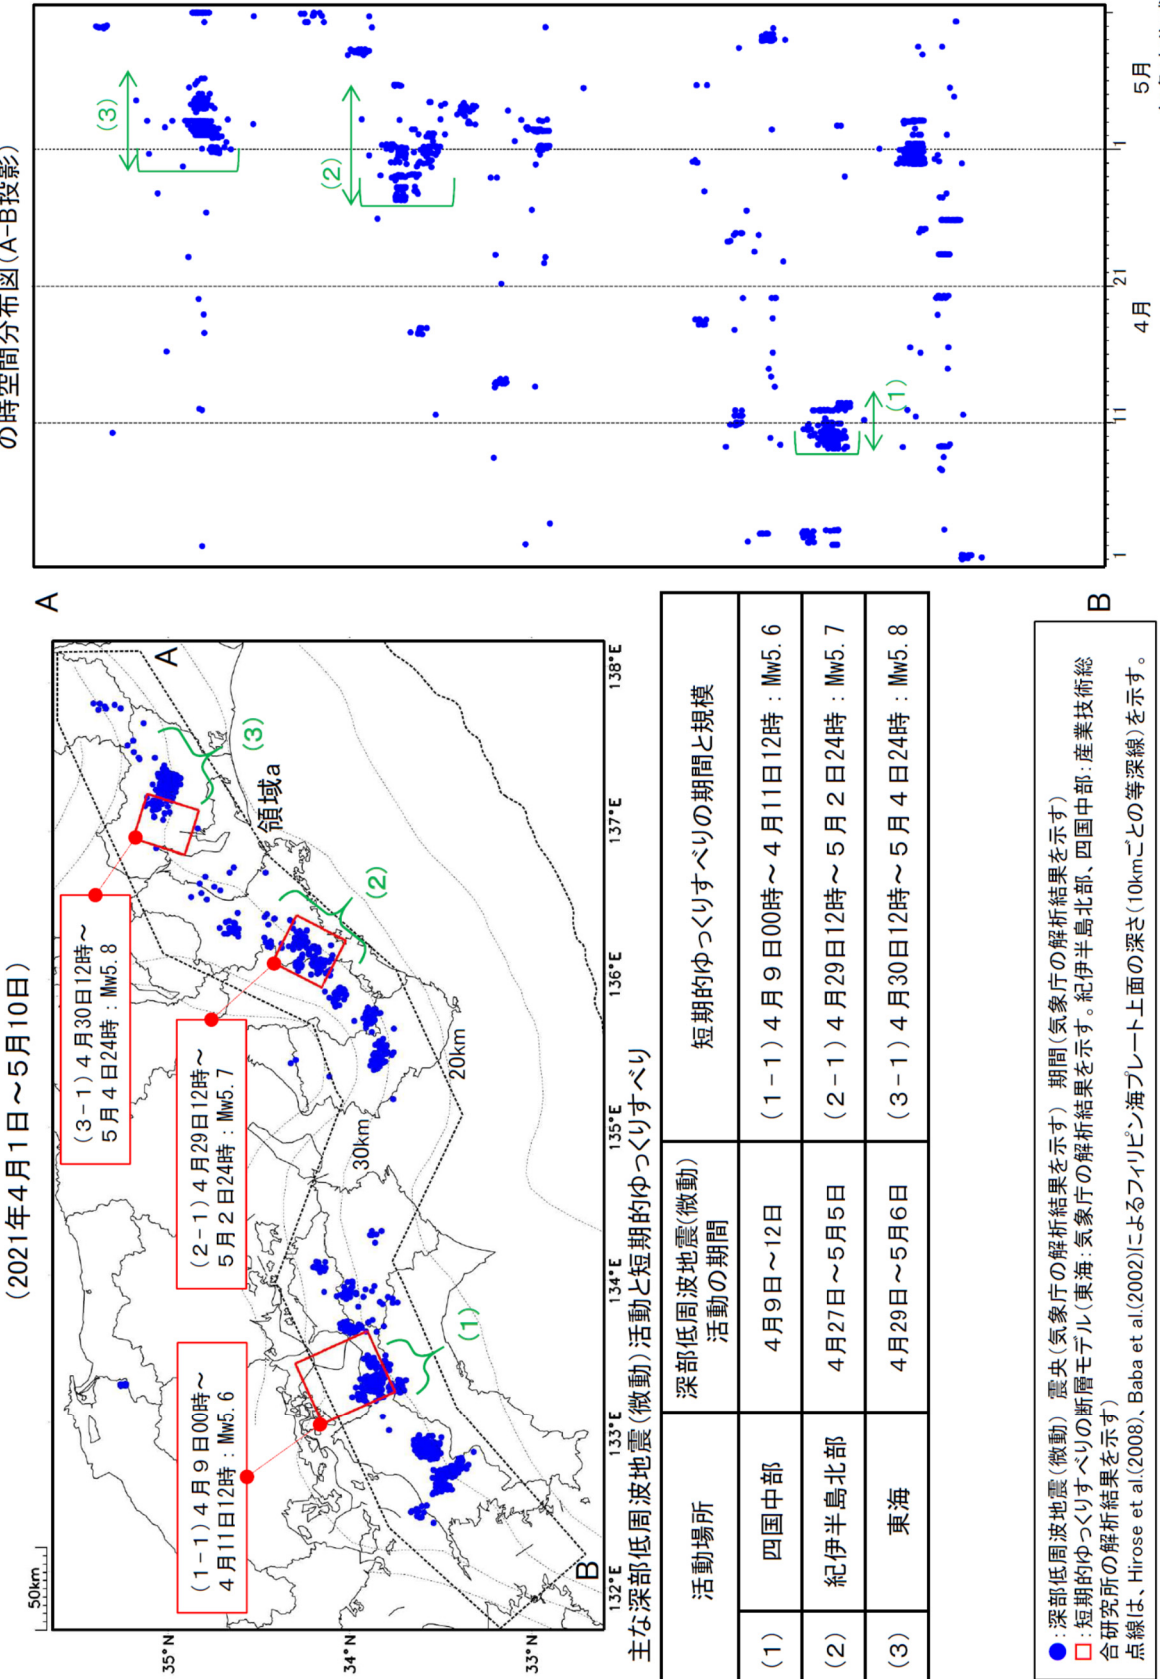 (2021年4月1日～5月10日)
の時空間分布図(A-B投影)
50km
35°N
34°N
33°N
132°E
133°E
134°E
135°E
136°E
137°E
138°E
(1-1)４月９日00時～
４月11日12時：Mw5.6
(2-1)４月29日12時～
５月２日24時：Mw5.7
(3-1)４月30日12時～
５月４日24時：Mw5.8
A
B
30km
20km
領域a
(1)
(2)
(3)
A
B
(1)
(2)
(3)
1
11
21
1
4月
5月
主な深部低周波地震(微動)活動と短期的ゆっくりすべり
活動場所
深部低周波地震(微動)
活動の期間
短期的ゆっくりすべりの期間と規模
(1)
四国中部
4月9日～12日
(1-1)４月９日00時～４月11日12時：Mw5.6
(2)
紀伊半島北部
4月27日～5月5日
(2-1)４月29日12時～５月２日24時：Mw5.7
(3)
東海
4月29日～5月6日
(3-1)４月30日12時～５月４日24時：Mw5.8
●:深部低周波地震(微動) 震央(気象庁の解析結果を示す) 期間(気象庁の解析結果を示す)
□:短期的ゆっくりすべりの断層モデル(東海:気象庁の解析結果を示す。紀伊半島北部、四国中部:産業技術総
合研究所の解析結果を示す)
点線は、Hirose et al.(2008)、Baba et al.(2002)によるフィリピン海プレート上面の深さ(10kmごとの等深線)を示す。